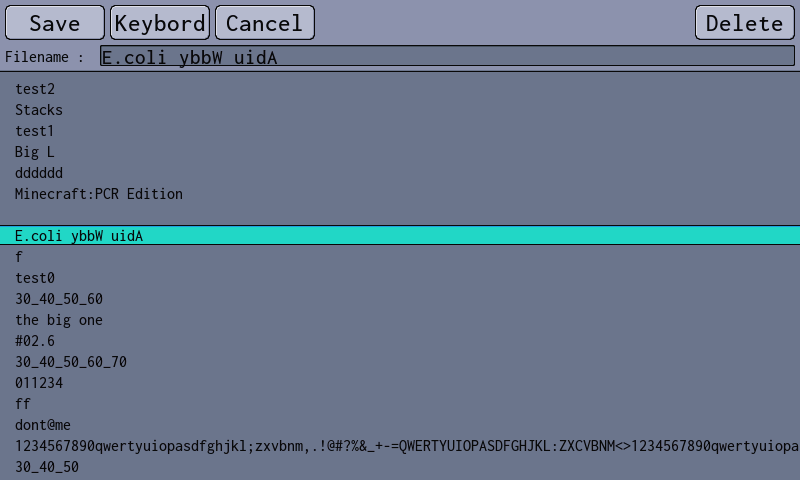 Save Keybord Cancel Delete
Filename : E.coli ybbW uidA
test2
Stacks
test1
Big L
dddddd
Minecraft:PCR Edition
E.coli ybbW uidA
f
test0
30_40_50_60
the big one
#02.6
30_40_50_60_70
011234
ff
dont@me
1234567890qwertyuiopasdfghjkl;zxvbnm,.!@#?%&_+-=QWERTYUIOPASDFGHJKL:ZXCVBNM<>1234567890qwertyuiopa
30_40_50